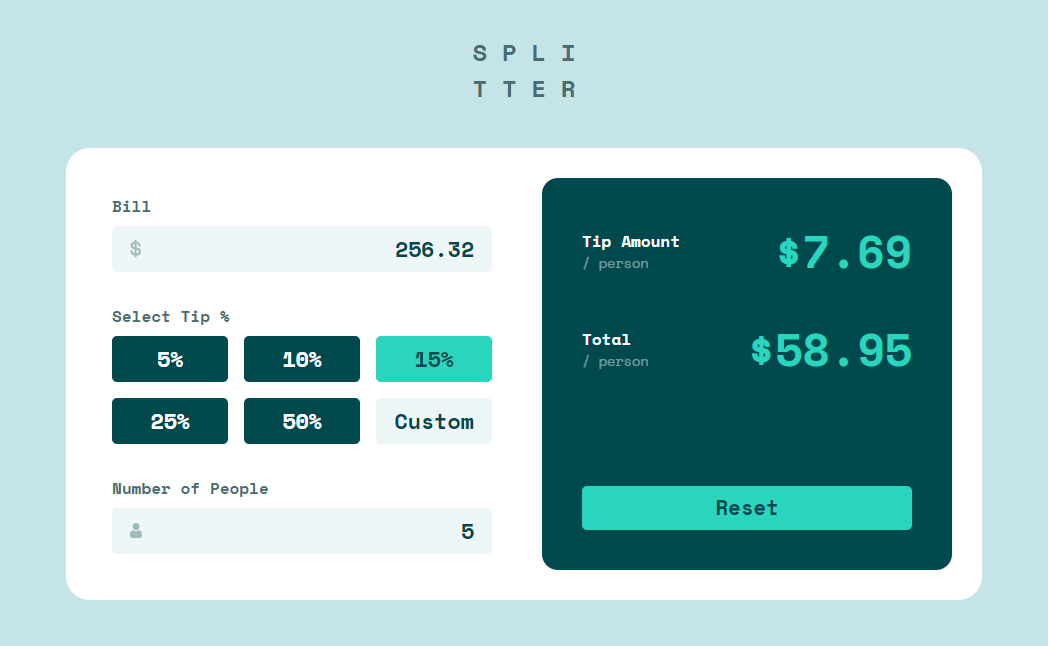 SPLI
TTER
Bill
$ 256.32
Select Tip %
5% 10% 15%
25% 50% Custom
Number of People
5
Tip Amount
/ person
$7.69
Total
/ person
$58.95
Reset